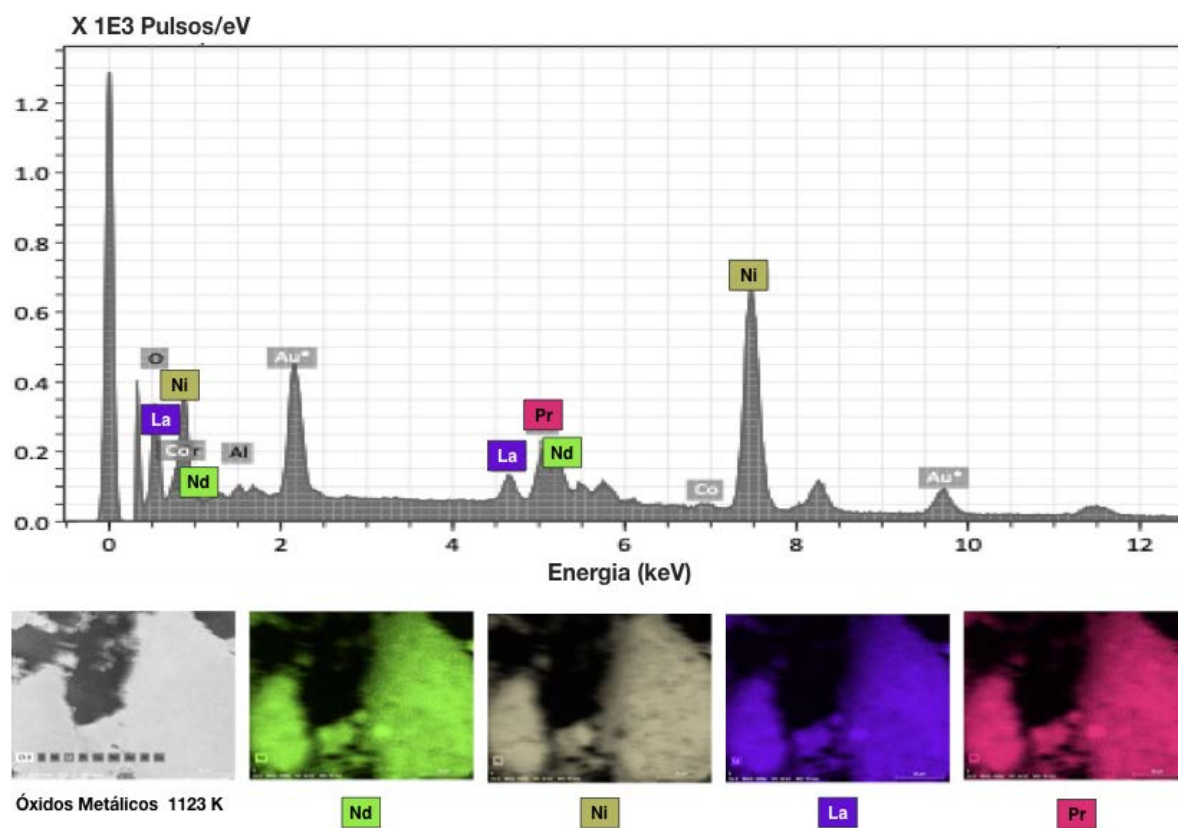 X 1E3 Pulsos/eV
1.2
1.0
0.8
0.6
0.4
0.2
0.0
O
Ni
La
Nd
Al
Au*
La
Pr
Nd
Co
Ni
Au*
0 2 4 6 8 10 12
Energia (keV)
Óxidos Metálicos 1123 K
Nd Ni La Pr